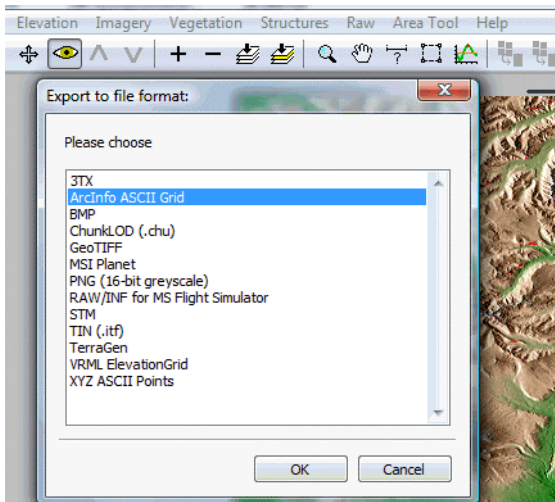 Elevation Imagery Vegetation Structures Raw Area Tool Help
Export to file format:
Please choose
3TX
ArcInfo ASCII Grid
BMP
ChunkLOD (.chu)
GeoTIFF
MSI Planet
PNG (16-bit greyscale)
RAW/INF for MS Flight Simulator
STM
TIN (.itf)
TerraGen
VRML ElevationGrid
XYZ ASCII Points
OK Cancel